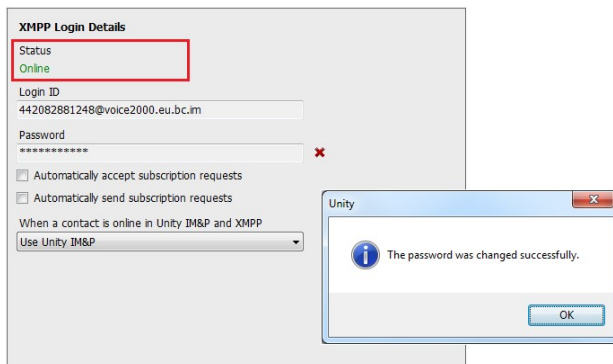 XMPP Login Details
Status
Online
Login ID
442082881248@voice2000.eu.bc.im
Password
***********
Automatically accept subscription requests
Automatically send subscription requests
When a contact is online in Unity IM&P and XMPP
Use Unity IM&P
Unity
The password was changed successfully.
OK